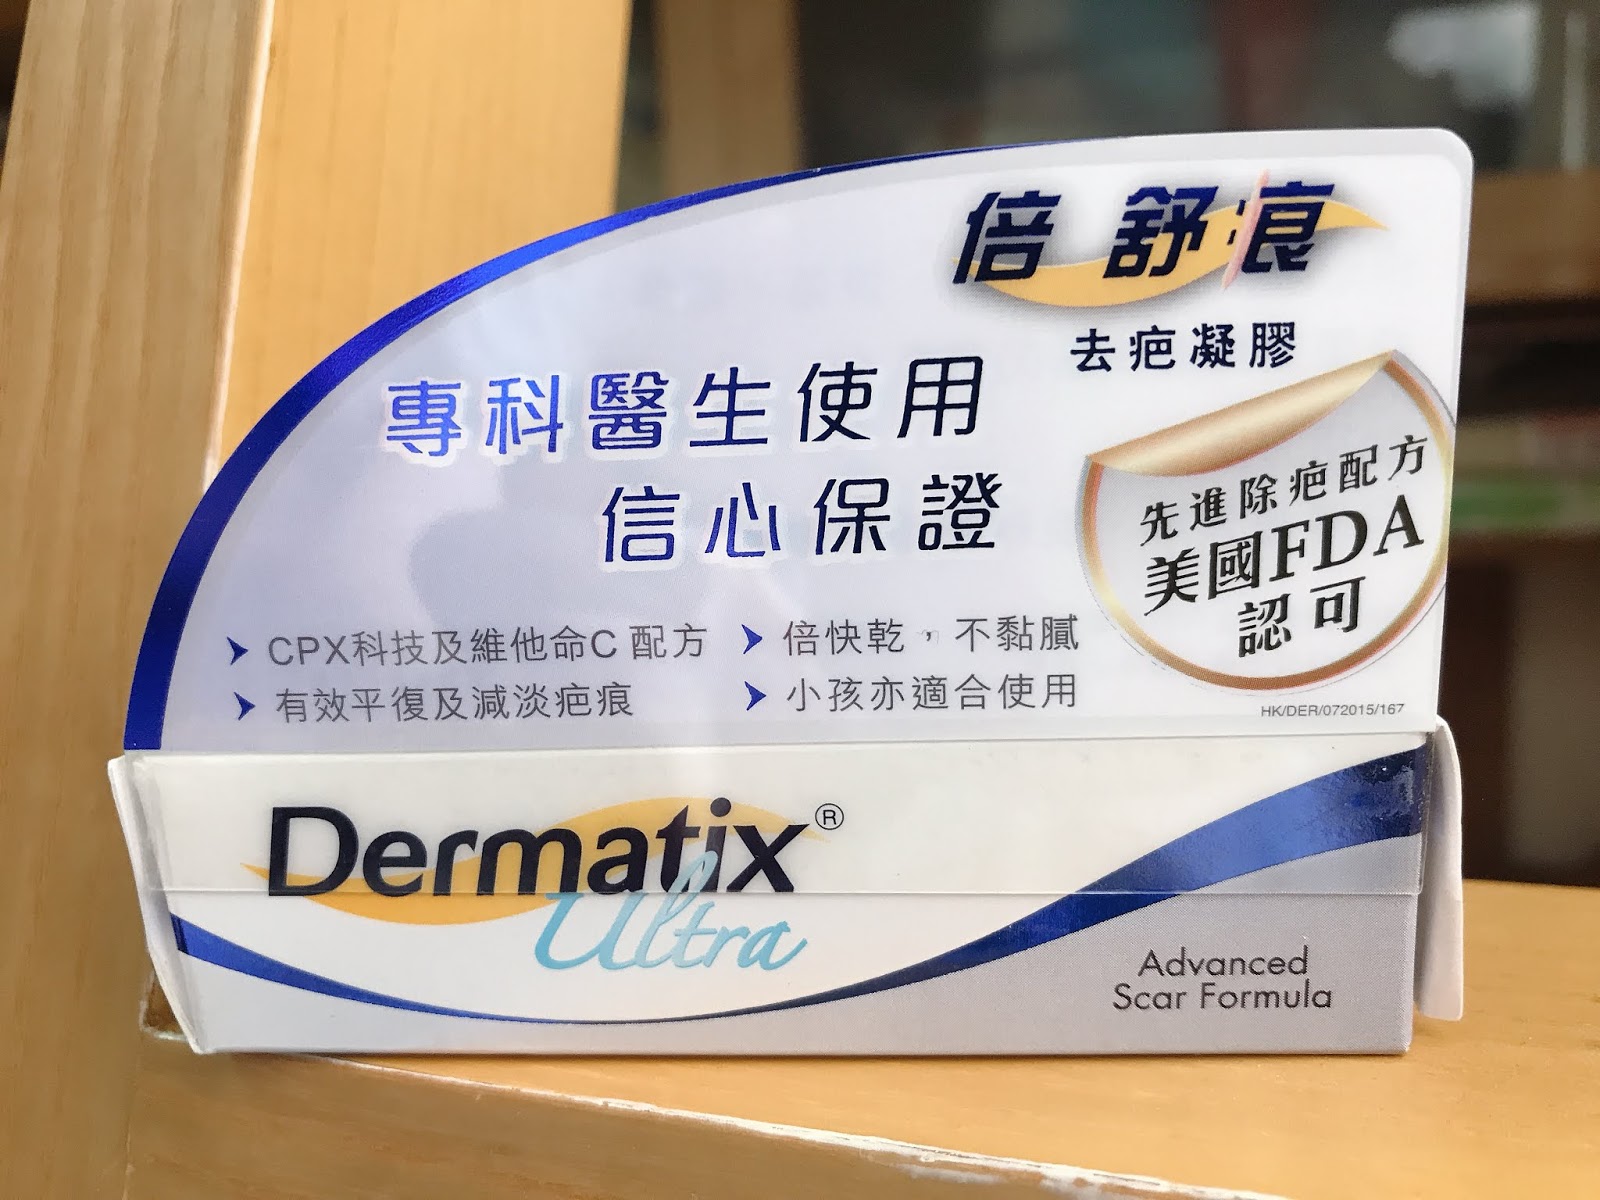 倍舒痕
去疤凝膠
專科醫生使用
信心保證
先進除疤配方
美國FDA
認可
CPX科技及維他命C 配方
倍快乾，不黏膩
有效平復及減淡疤痕
小孩亦適合使用
HK/DER/072015/167
Dermatix®
Ultra
Advanced
Scar Formula